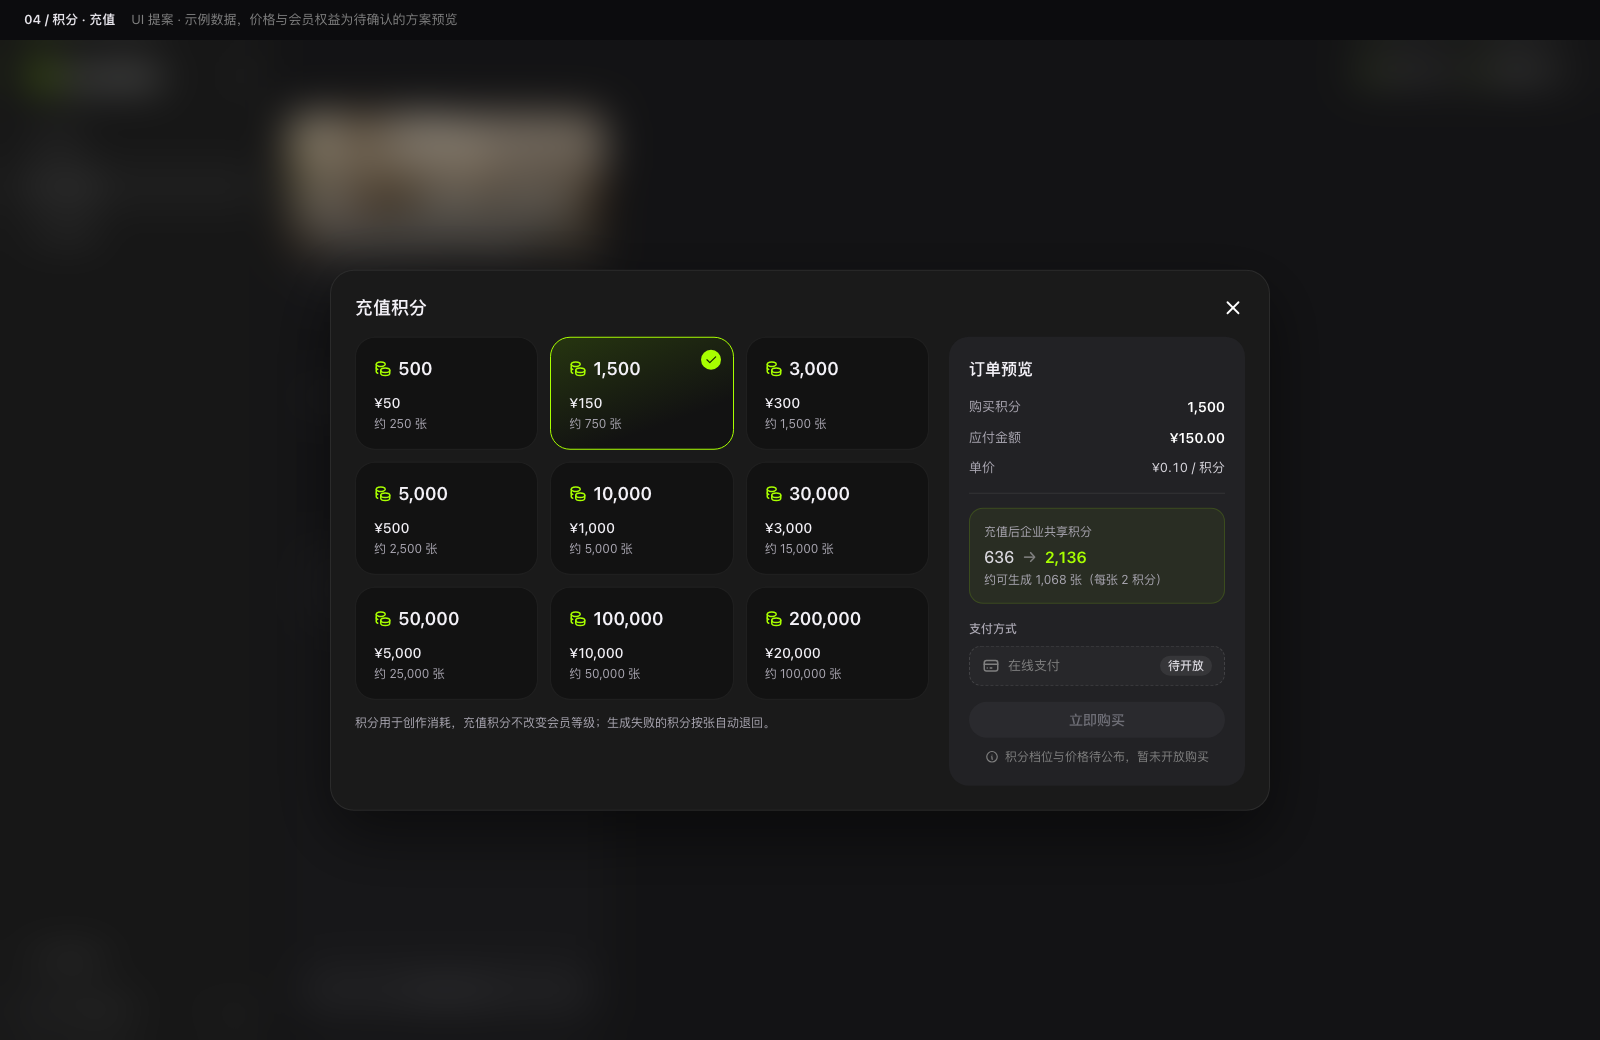 04 / 积分 · 充值 UI 提案 · 示例数据，价格与会员权益为待确认的方案预览
充值积分
500
¥50
约 250 张
1,500
¥150
约 750 张
3,000
¥300
约 1,500 张
5,000
¥500
约 2,500 张
10,000
¥1,000
约 5,000 张
30,000
¥3,000
约 15,000 张
50,000
¥5,000
约 25,000 张
100,000
¥10,000
约 50,000 张
200,000
¥20,000
约 100,000 张
积分用于创作消耗，充值积分不改变会员等级；生成失败的积分按张自动退回。
订单预览
购买积分 1,500
应付金额 ¥150.00
单价 ¥0.10 / 积分
充值后企业共享积分
636 → 2,136
约可生成 1,068 张（每张 2 积分）
支付方式
在线支付 待开放
立即购买
积分档位与价格待公布，暂未开放购买